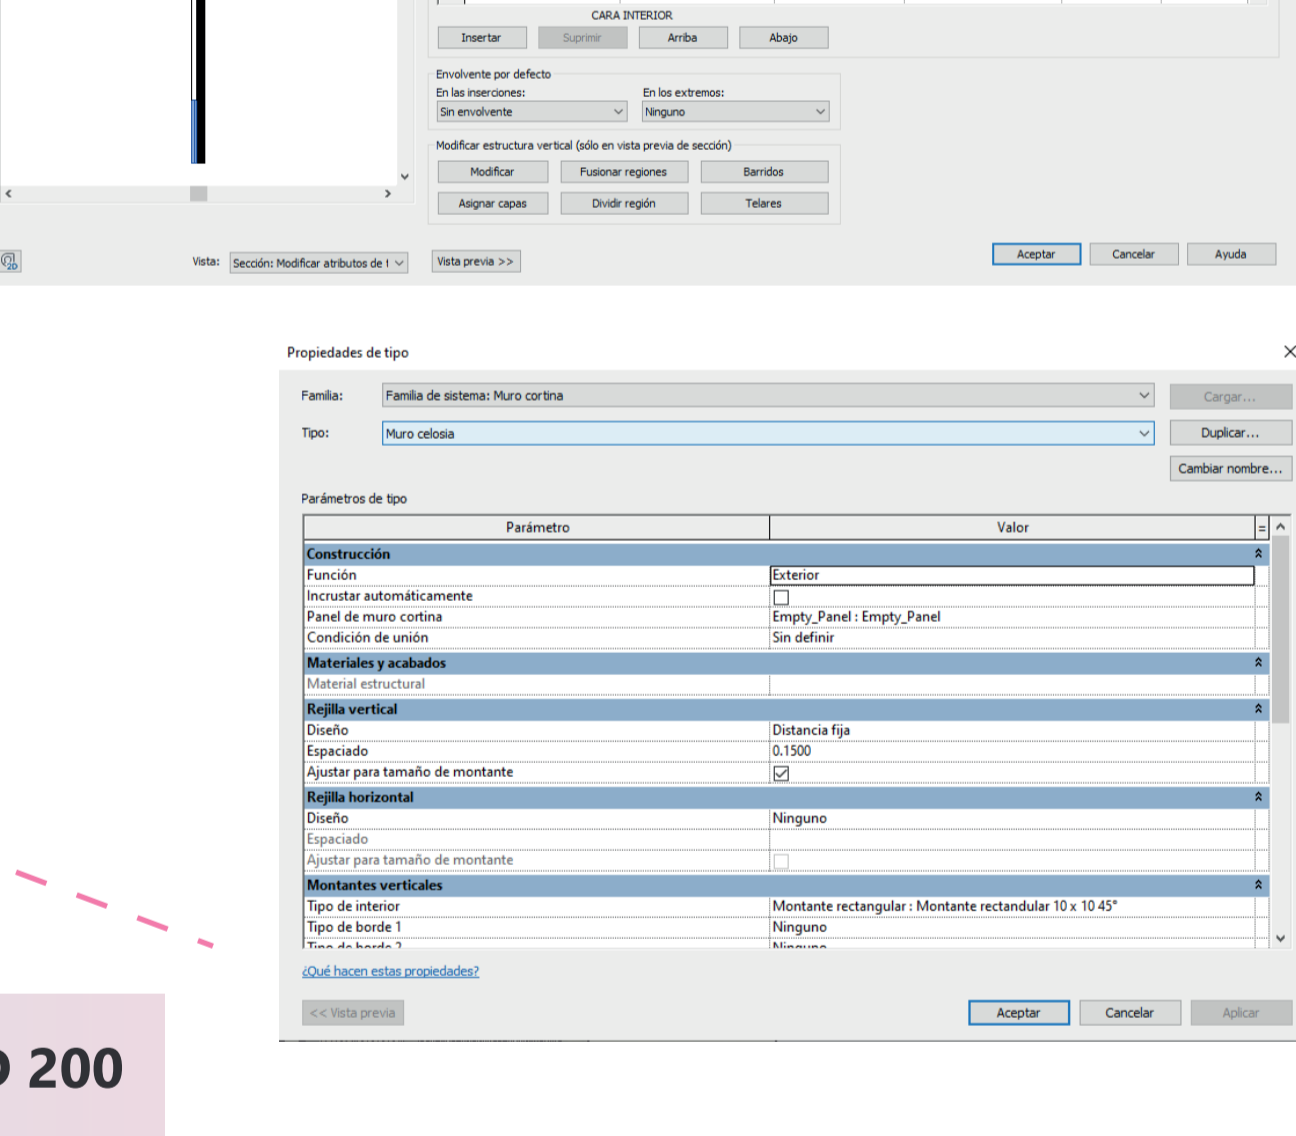 CARA INTERIOR
Insertar Suprimir Arriba Abajo
Envolvente por defecto
En las inserciones: En los extremos:
Sin envolvente Ninguno
Modificar estructura vertical (sólo en vista previa de sección)
Modificar Fusionar regiones Barridos
Asignar capas Dividir región Telares
Vista: Sección: Modificar atributos de t Vista previa >> Aceptar Cancelar Ayuda
Propiedades de tipo
Familia: Familia de sistema: Muro cortina Cargar...
Tipo: Muro celosia Duplicar...
Cambiar nombre...
Parámetros de tipo
Parámetro Valor =
Construcción
Función Exterior
Incrustar automáticamente
Panel de muro cortina Empty_Panel : Empty_Panel
Condición de unión Sin definir
Materiales y acabados
Material estructural
Rejilla vertical
Diseño Distancia fija
Espaciado 0.1500
Ajustar para tamaño de montante
Rejilla horizontal
Diseño Ninguno
Espaciado
Ajustar para tamaño de montante
Montantes verticales
Tipo de interior Montante rectangular : Montante rectandular 10 x 10 45°
Tipo de borde 1 Ninguno
Tipo de borde 2 Ninguno
¿Qué hacen estas propiedades?
<< Vista previa Aceptar Cancelar Aplicar
200